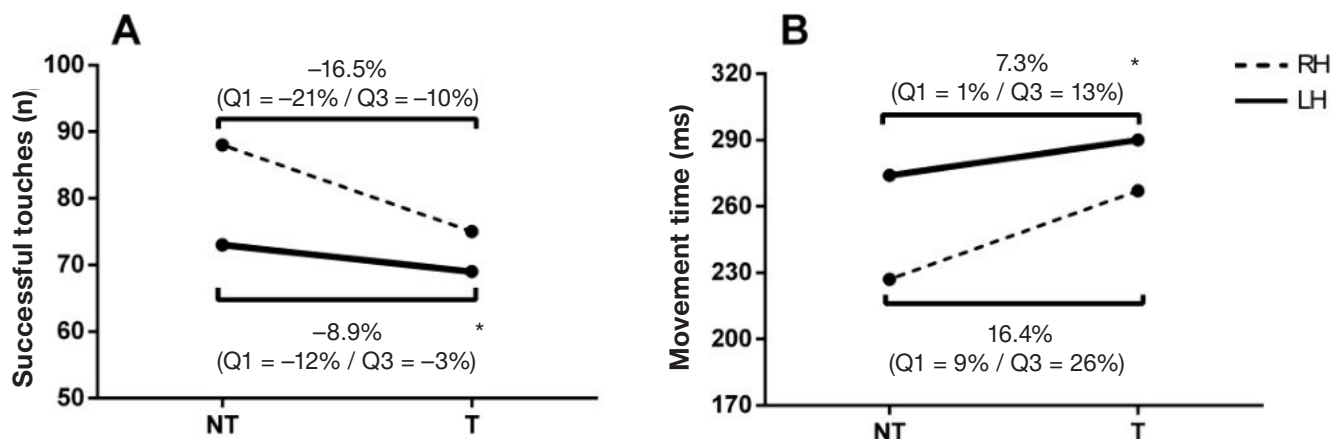 A
Successful touches (n)
100
90
80
70
60
50
–16.5%
(Q1 = –21% / Q3 = –10%)
–8.9% *
(Q1 = –12% / Q3 = –3%)
NT T
B
Movement time (ms)
320
290
260
230
200
170
7.3% *
(Q1 = 1% / Q3 = 13%)
16.4%
(Q1 = 9% / Q3 = 26%)
NT T
RH
LH